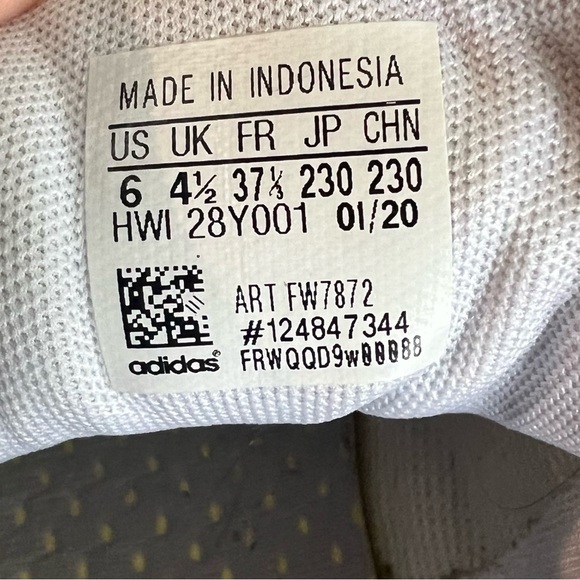 MADE IN INDONESIA
US UK FR JP CHN
6 4½ 37⅓ 230 230
HWI 28Y001 01/20
ART FW7872
#124847344
adidas® FRWQQD9w00088